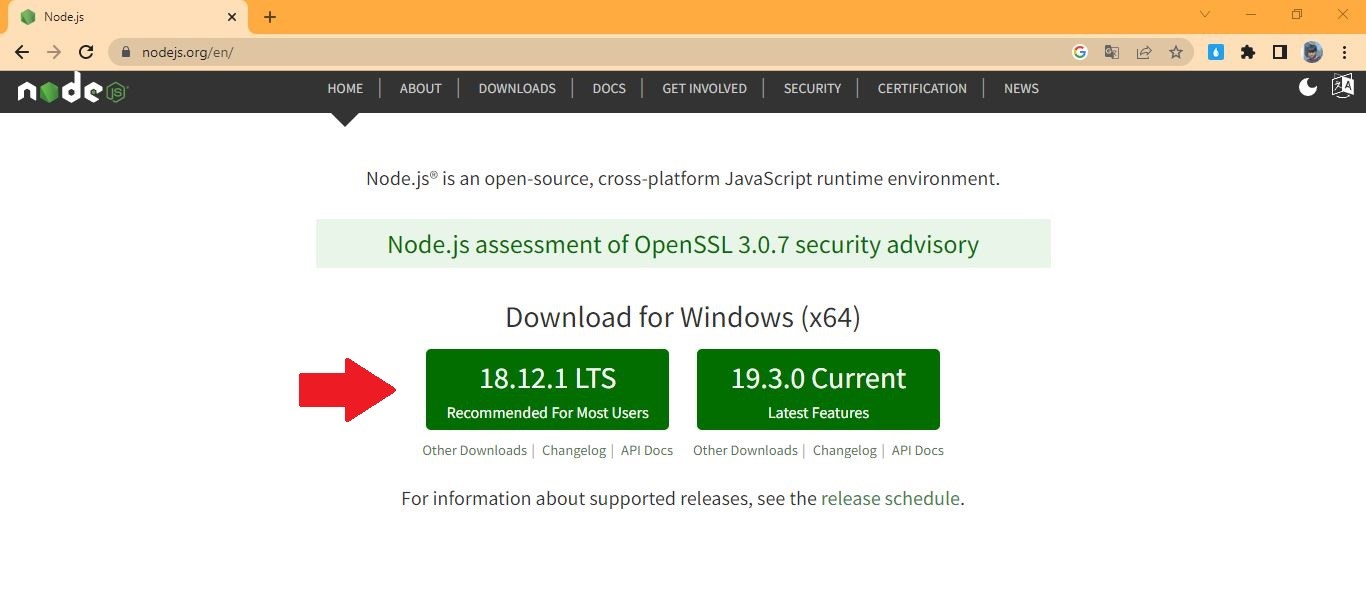 Node.js
nodejs.org/en/
node JS
HOME | ABOUT | DOWNLOADS | DOCS | GET INVOLVED | SECURITY | CERTIFICATION | NEWS
Node.js® is an open-source, cross-platform JavaScript runtime environment.
Node.js assessment of OpenSSL 3.0.7 security advisory
Download for Windows (x64)
18.12.1 LTS
Recommended For Most Users
19.3.0 Current
Latest Features
Other Downloads | Changelog | API Docs
Other Downloads | Changelog | API Docs
For information about supported releases, see the release schedule.